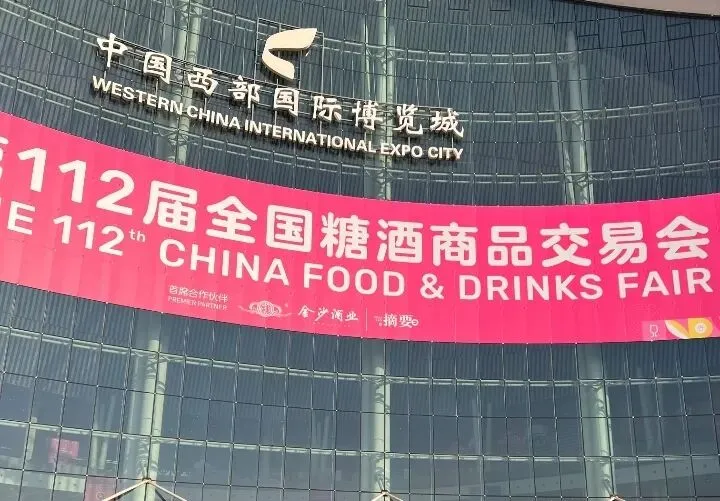 中国西部国际博览城
WESTERN CHINA INTERNATIONAL EXPO CITY
112届全国糖酒商品交易会
112th CHINA FOOD & DRINKS FAIR
首席合作伙伴
PREMIER PARTNER
金沙酒业
摘要